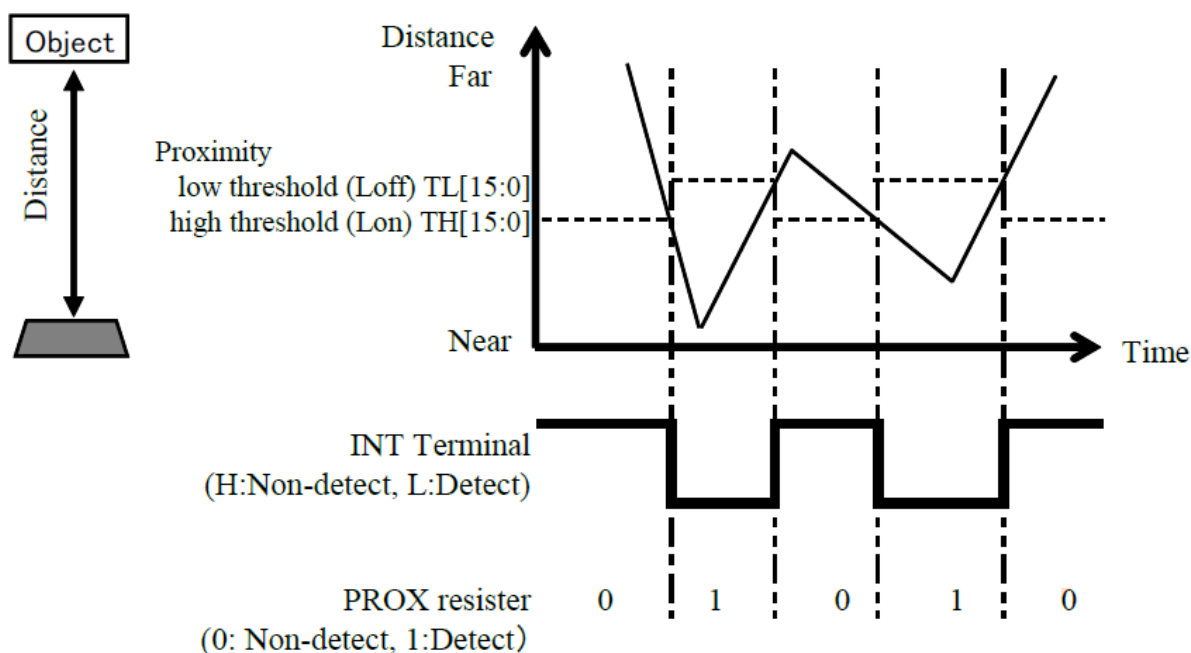 Object
Distance
Distance
Far
Proximity
low threshold (Loff) TL[15:0]
high threshold (Lon) TH[15:0]
Near
Time
INT Terminal
(H:Non-detect, L:Detect)
PROX resister
0 1 0 1 0
(0: Non-detect, 1:Detect）